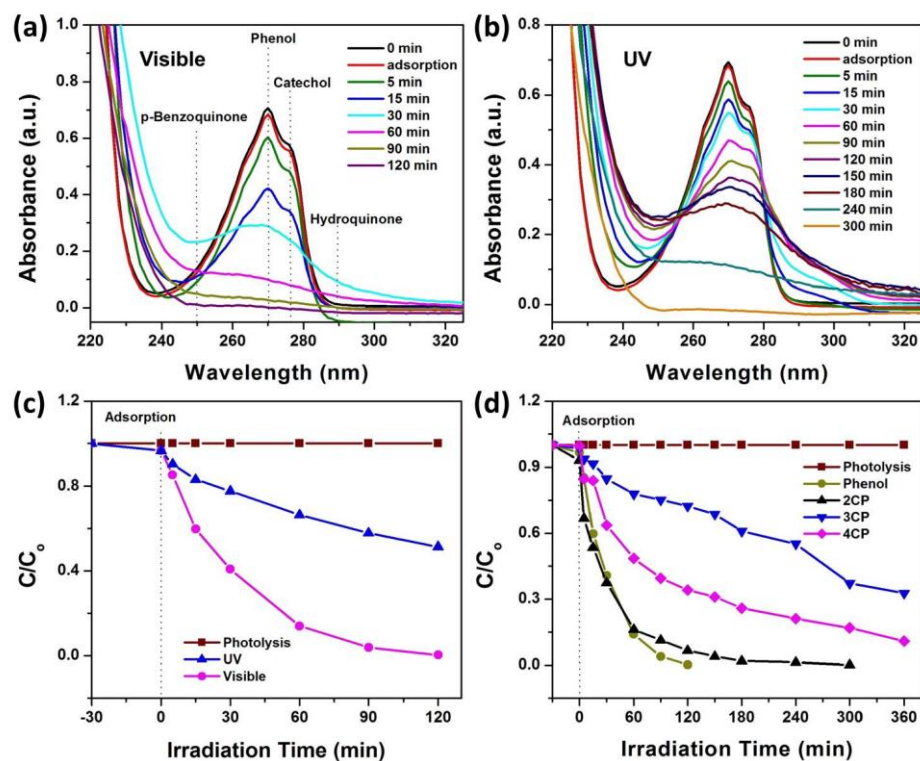 (a)
Visible
Phenol
Catechol
p-Benzoquinone
Hydroquinone
0 min
adsorption
5 min
15 min
30 min
60 min
90 min
120 min
1.0
0.8
0.6
0.4
0.2
0.0
Absorbance (a.u.)
220 240 260 280 300 320
Wavelength (nm)
(b)
UV
0 min
adsorption
5 min
15 min
30 min
60 min
90 min
120 min
150 min
180 min
240 min
300 min
0.8
0.6
0.4
0.2
0.0
Absorbance (a.u.)
220 240 260 280 300 320
Wavelength (nm)
(c)
Adsorption
1.2
0.9
0.6
0.3
0.0
C/Co
Photolysis
UV
Visible
-30 0 30 60 90 120
Irradiation Time (min)
(d)
Adsorption
Photolysis
Phenol
2CP
3CP
4CP
1.2
0.9
0.6
0.3
0.0
C/Co
0 60 120 180 240 300 360
Irradiation Time (min)